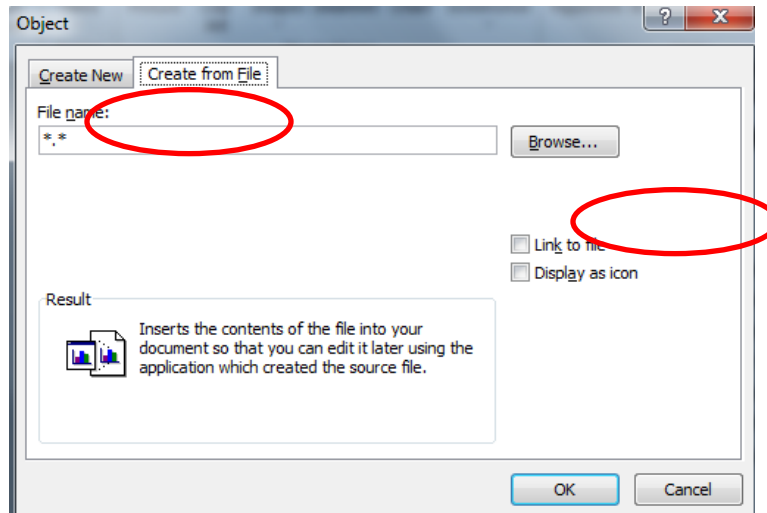 Object
?
X
Create New
Create from File
File name:
*.*
Browse...
Link to file
Display as icon
Result
Inserts the contents of the file into your
document so that you can edit it later using the
application which created the source file.
OK
Cancel